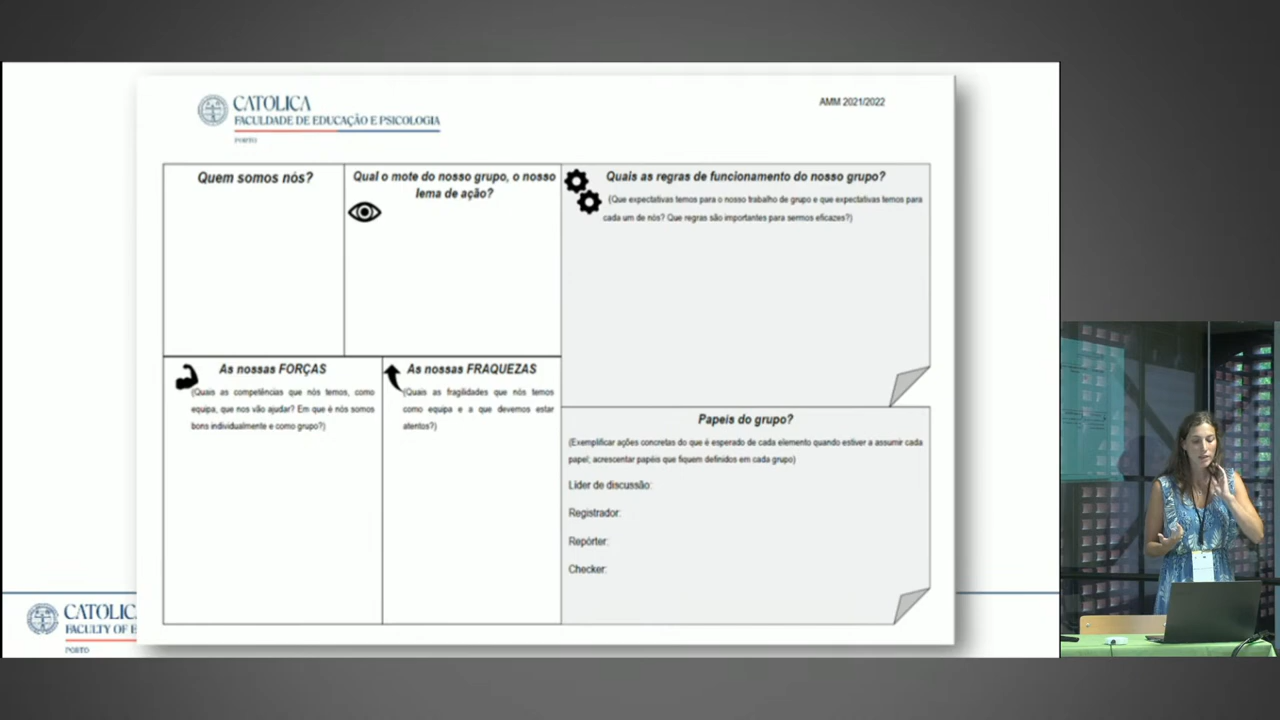 CATOLICA
FACULDADE DE EDUCAÇÃO E PSICOLOGIA
PORTO
AMM 2021/2022
Quem somos nós?
Qual o mote do nosso grupo, o nosso
lema de ação?
Quais as regras de funcionamento do nosso grupo?
(Que expectativas temos para o nosso trabalho de grupo e que expectativas temos para
cada um de nós? Que regras são importantes para sermos eficazes?)
As nossas FORÇAS
(Quais as competências que nós temos, como
equipa, que nos vão ajudar? Em que é nós somos
bons individualmente e como grupo?)
As nossas FRAQUEZAS
(Quais as fragilidades que nós temos
como equipa e a que devemos estar
atentos?)
Papeis do grupo?
(Exemplificar ações concretas do que é esperado de cada elemento quando estiver a assumir cada
papel; acrescentar papéis que fiquem definidos em cada grupo)
Líder de discussão:
Registrador:
Repórter:
Checker:
CATOLIC
FACULTY OF E
PORTO